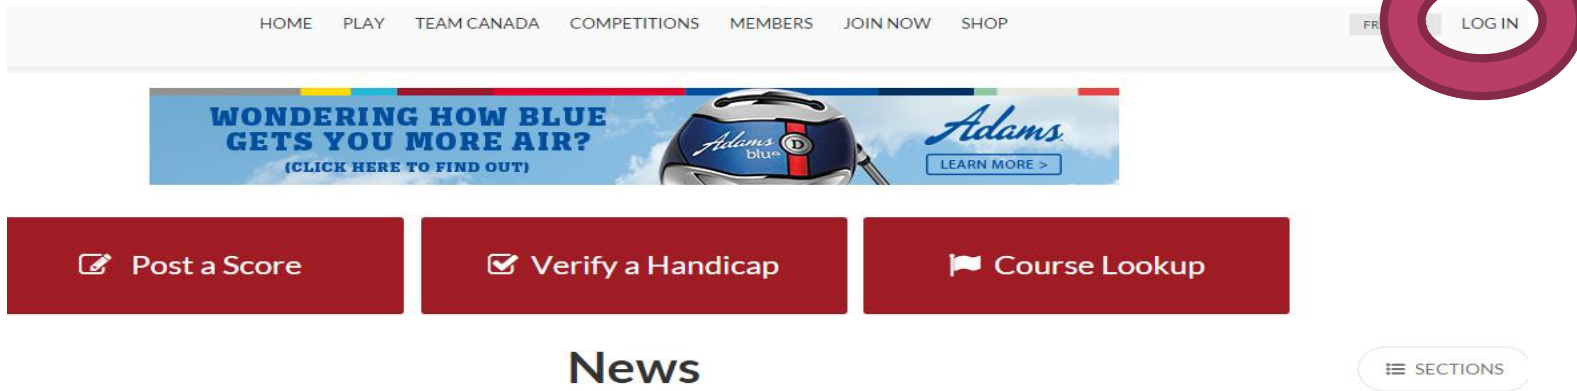 HOME PLAY TEAM CANADA COMPETITIONS MEMBERS JOIN NOW SHOP LOG IN
WONDERING HOW BLUE
GETS YOU MORE AIR?
(CLICK HERE TO FIND OUT)
Adams
blue
D
Adams
LEARN MORE >
Post a Score
Verify a Handicap
Course Lookup
News
SECTIONS